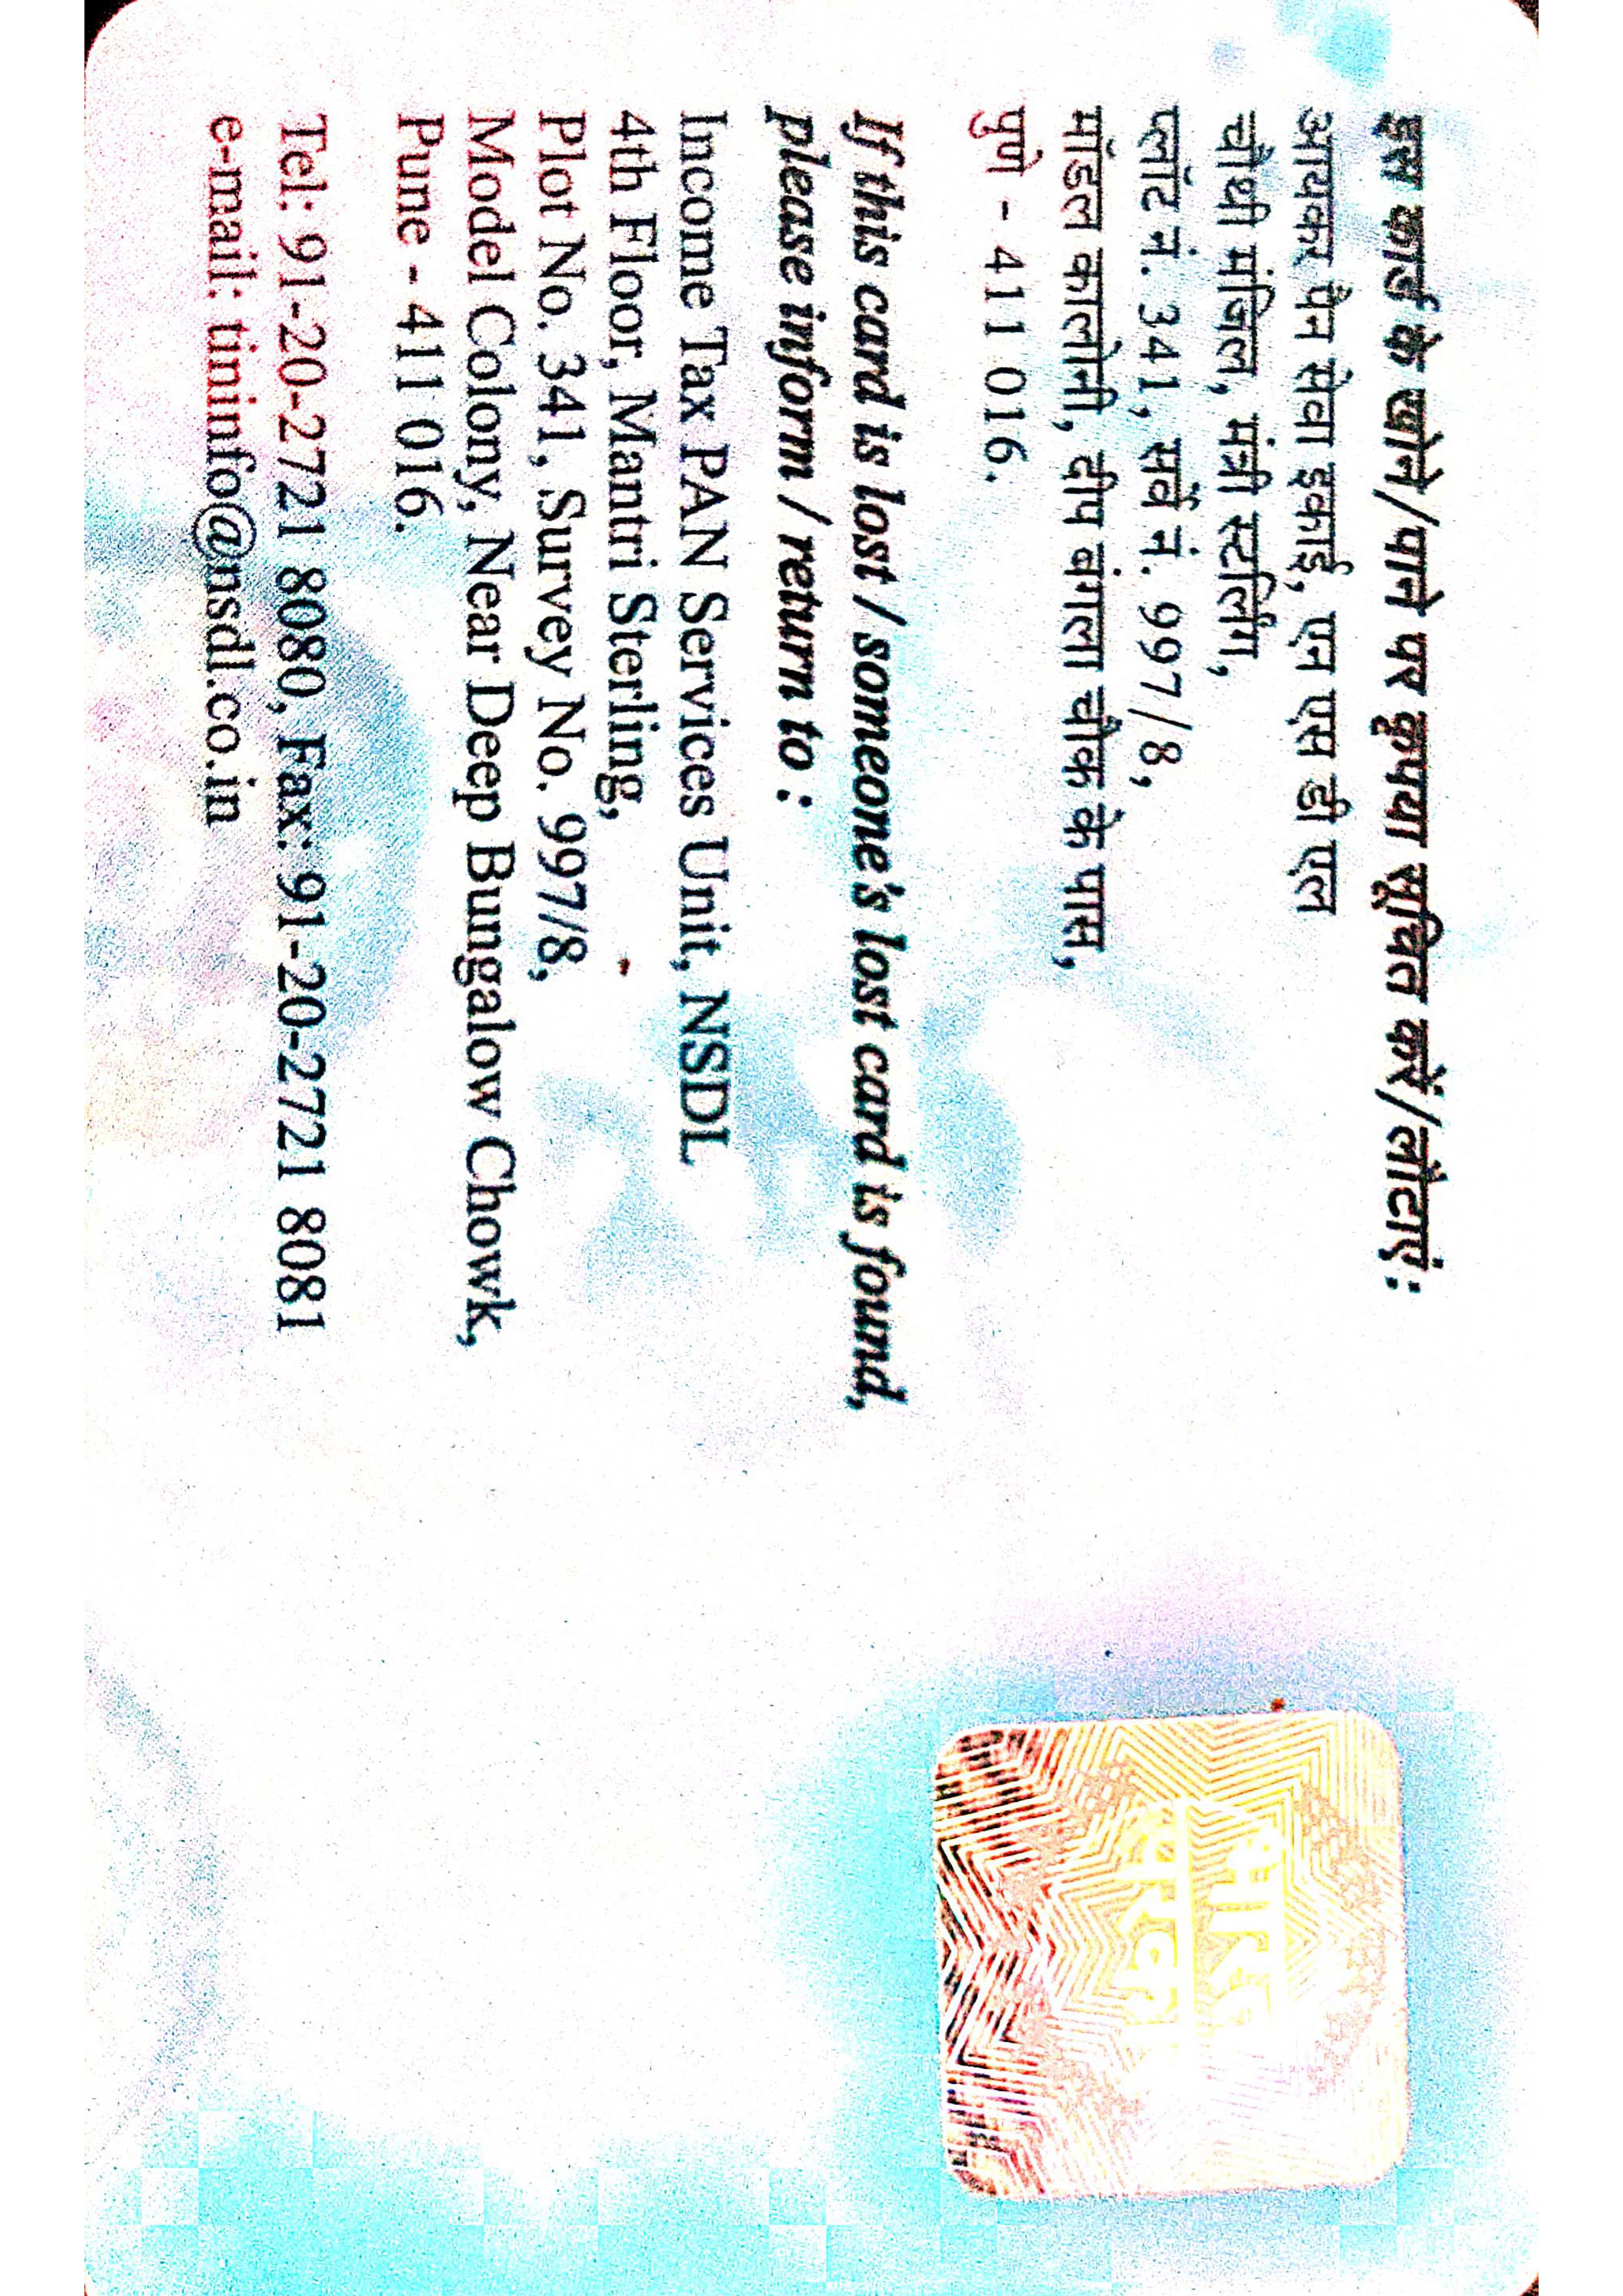 इस कार्ड के खोने/पाने पर कृपया सूचित करें/लौटाएं:
आयकर पैन सेवा इकाई, एन एस डी एल
चौथी मंजिल, मंत्री स्टर्लिंग,
प्लॉट नं. 341, सर्वे नं. 997/8,
मॉडल कालोनी, दीप बंगला चौक के पास,
पुणे - 411 016.
If this card is lost / someone's lost card is found,
please inform / return to :
Income Tax PAN Services Unit, NSDL
4th Floor, Mantri Sterling,
Plot No. 341, Survey No. 997/8,
Model Colony, Near Deep Bungalow Chowk,
Pune - 411 016.
Tel: 91-20-2721 8080, Fax: 91-20-2721 8081
e-mail: tininfo@nsdl.co.in
भारत